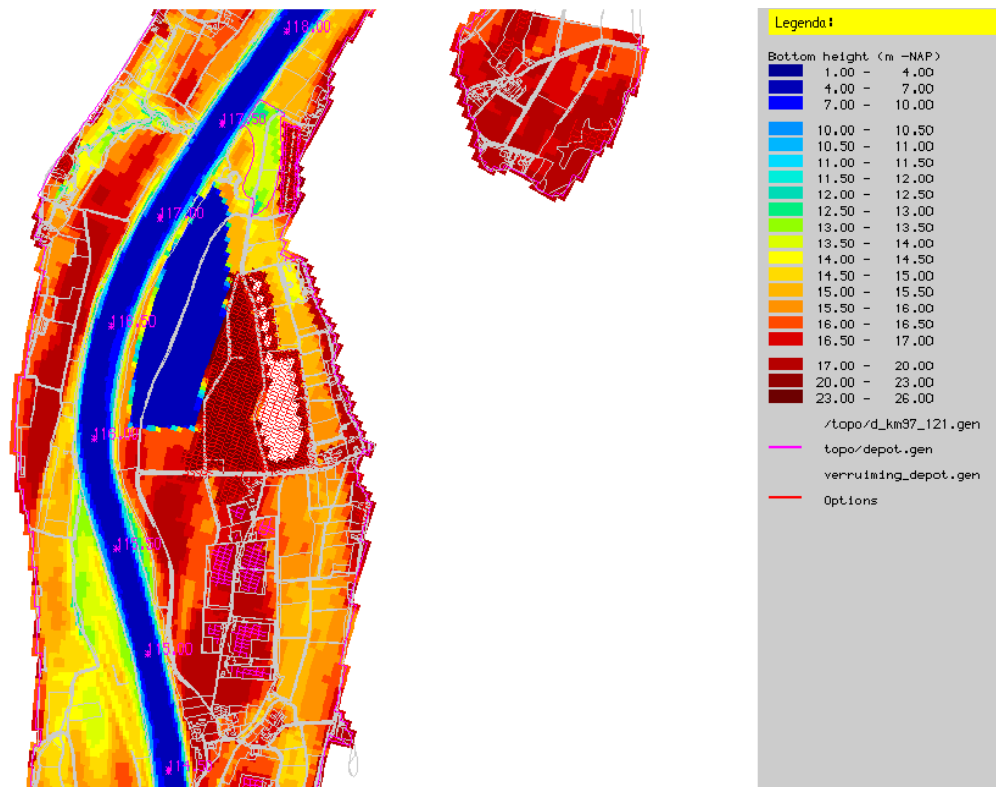 118.00
117.50
117.00
116.50
116.00
115.50
115.00
114.50
Legenda:
Bottom height (m -NAP)
1.00 - 4.00
4.00 - 7.00
7.00 - 10.00
10.00 - 10.50
10.50 - 11.00
11.00 - 11.50
11.50 - 12.00
12.00 - 12.50
12.50 - 13.00
13.00 - 13.50
13.50 - 14.00
14.00 - 14.50
14.50 - 15.00
15.00 - 15.50
15.50 - 16.00
16.00 - 16.50
16.50 - 17.00
17.00 - 20.00
20.00 - 23.00
23.00 - 26.00
/topo/d_km97_121.gen
topo/depot.gen
verruiming_depot.gen
Options